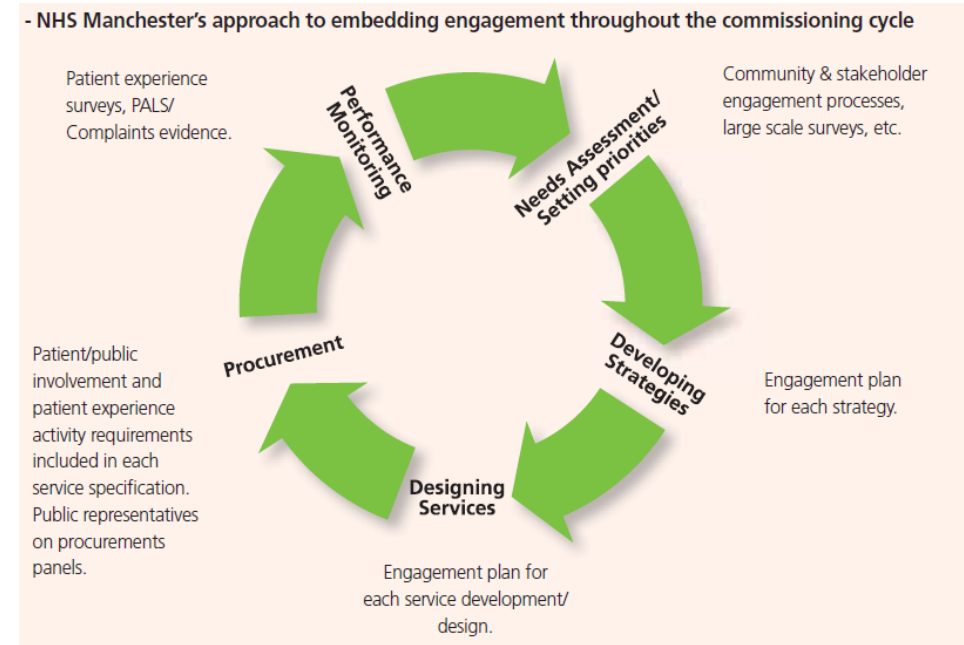 - NHS Manchester’s approach to embedding engagement throughout the commissioning cycle
Patient experience
surveys, PALS/
Complaints evidence.
Performance
Monitoring
Needs Assessment/
Setting priorities
Community & stakeholder
engagement processes,
large scale surveys, etc.
Developing
Strategies
Engagement plan
for each strategy.
Designing
Services
Engagement plan for
each service development/
design.
Procurement
Patient/public
involvement and
patient experience
activity requirements
included in each
service specification.
Public representatives
on procurements
panels.